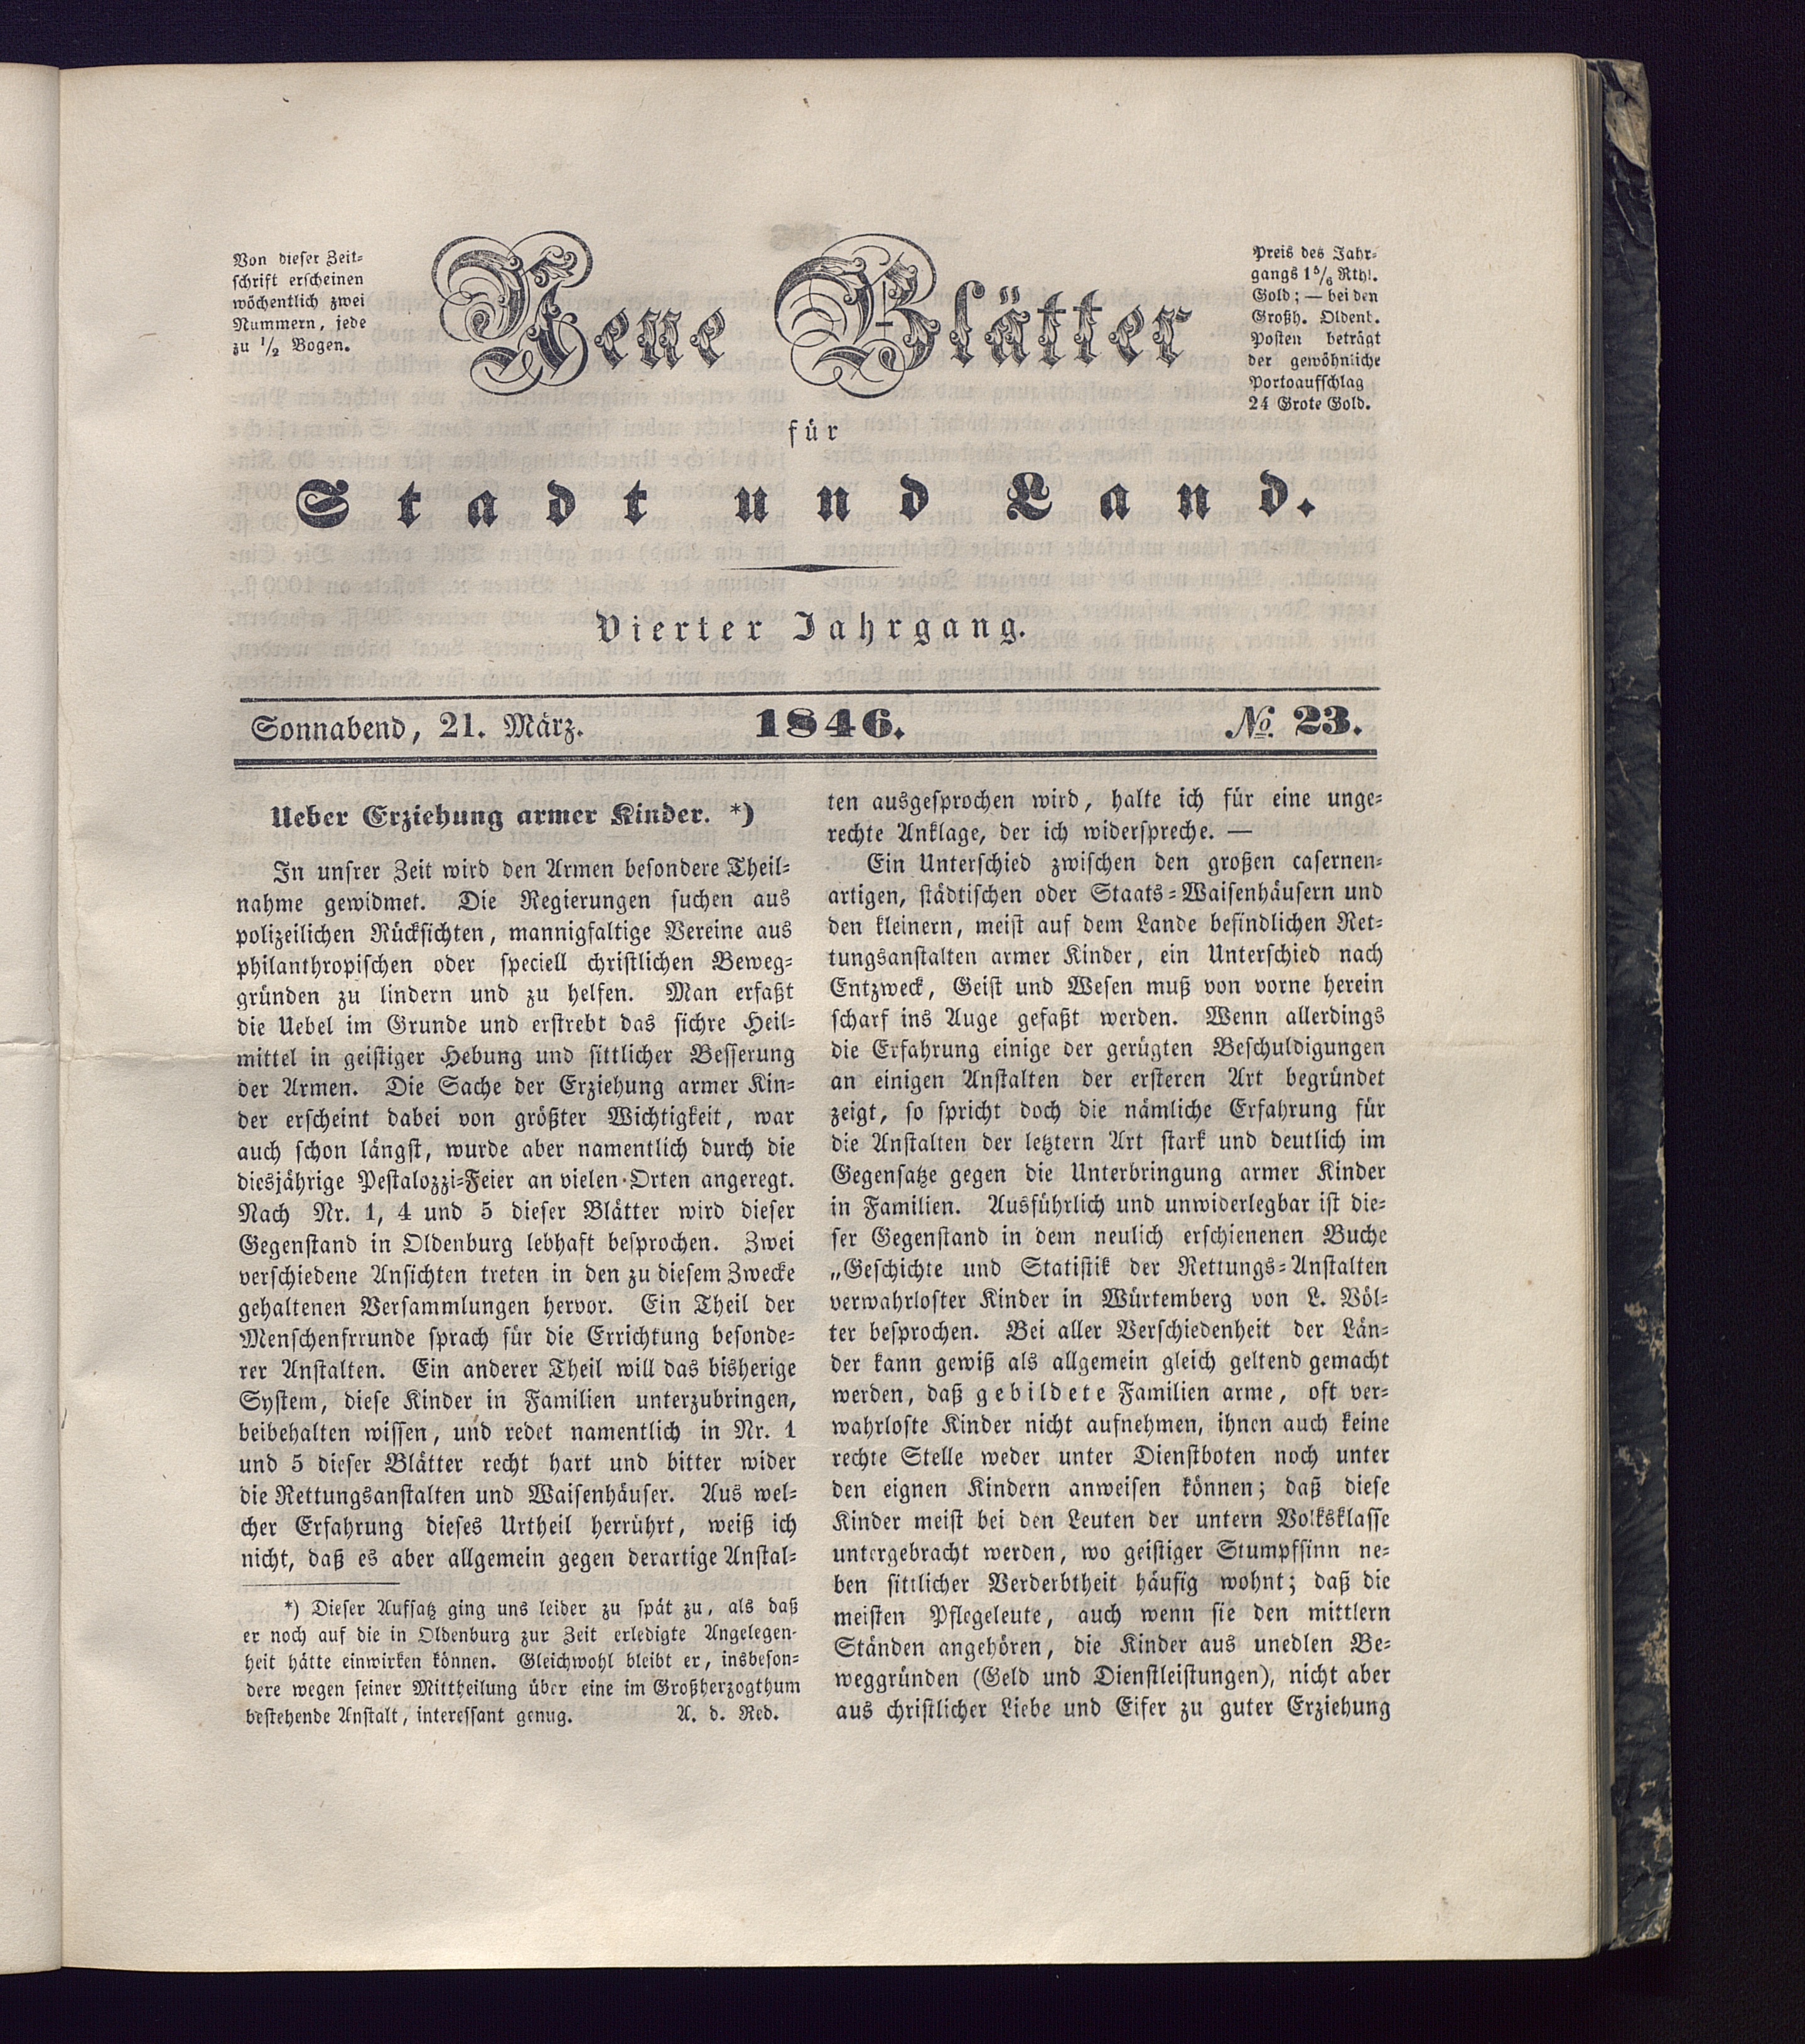 Von dieser Zeit-
schrift erscheinen
wöchentlich zwei
Nummern, jede
zu 1/2 Bogen.
Neue Blätter
Preis des Jahr-
gangs 1 5/6 Rthl.
Gold; — bei den
Großh. Oldenb.
Posten beträgt
der gewöhnliche
Portoaufschlag
24 Grote Gold.
für
Stadt und Land.
Vierter Jahrgang.
Sonnabend, 21. März. 1846. № 23.
Ueber Erziehung armer Kinder. *)
In unsrer Zeit wird den Armen besondere Theil-
nahme gewidmet. Die Regierungen suchen aus
polizeilichen Rücksichten, mannigfaltige Vereine aus
philanthropischen oder speciell christlichen Beweg-
gründen zu lindern und zu helfen. Man erfaßt
die Uebel im Grunde und erstrebt das sichre Heil-
mittel in geistiger Hebung und sittlicher Besserung
der Armen. Die Sache der Erziehung armer Kin-
der erscheint dabei von größter Wichtigkeit, war
auch schon längst, wurde aber namentlich durch die
diesjährige Pestalozzi-Feier an vielen Orten angeregt.
Nach Nr. 1, 4 und 5 dieser Blätter wird dieser
Gegenstand in Oldenburg lebhaft besprochen. Zwei
verschiedene Ansichten treten in den zu diesem Zwecke
gehaltenen Versammlungen hervor. Ein Theil der
Menschenfrrunde sprach für die Errichtung besonde-
rer Anstalten. Ein anderer Theil will das bisherige
System, diese Kinder in Familien unterzubringen,
beibehalten wissen, und redet namentlich in Nr. 1
und 5 dieser Blätter recht hart und bitter wider
die Rettungsanstalten und Waisenhäuser. Aus wel-
cher Erfahrung dieses Urtheil herrührt, weiß ich
nicht, daß es aber allgemein gegen derartige Anstal-
*) Dieser Aufsatz ging uns leider zu spät zu, als daß
er noch auf die in Oldenburg zur Zeit erledigte Angelegen-
heit hätte einwirken können. Gleichwohl bleibt er, insbeson-
dere wegen seiner Mittheilung über eine im Großherzogthum
bestehende Anstalt, interessant genug. A. d. Red.
ten ausgesprochen wird, halte ich für eine unge-
rechte Anklage, der ich widerspreche. —
Ein Unterschied zwischen den großen casernen-
artigen, städtischen oder Staats-Waisenhäusern und
den kleinern, meist auf dem Lande befindlichen Ret-
tungsanstalten armer Kinder, ein Unterschied nach
Entzweck, Geist und Wesen muß von vorne herein
scharf ins Auge gefaßt werden. Wenn allerdings
die Erfahrung einige der gerügten Beschuldigungen
an einigen Anstalten der ersteren Art begründet
zeigt, so spricht doch die nämliche Erfahrung für
die Anstalten der letztern Art stark und deutlich im
Gegensatze gegen die Unterbringung armer Kinder
in Familien. Ausführlich und unwiderlegbar ist die-
ser Gegenstand in dem neulich erschienenen Buche
„Geschichte und Statistik der Rettungs-Anstalten
verwahrloster Kinder in Würtemberg von L. Völ-
ter besprochen. Bei aller Verschiedenheit der Län-
der kann gewiß als allgemein gleich geltend gemacht
werden, daß gebildete Familien arme, oft ver-
wahrloste Kinder nicht aufnehmen, ihnen auch keine
rechte Stelle weder unter Dienstboten noch unter
den eignen Kindern anweisen können; daß diese
Kinder meist bei den Leuten der untern Volksklasse
untergebracht werden, wo geistiger Stumpfsinn ne-
ben sittlicher Verderbtheit häufig wohnt; daß die
meisten Pflegeleute, auch wenn sie den mittlern
Ständen angehören, die Kinder aus unedlen Be-
weggründen (Geld und Dienstleistungen), nicht aber
aus christlicher Liebe und Eifer zu guter Erziehung